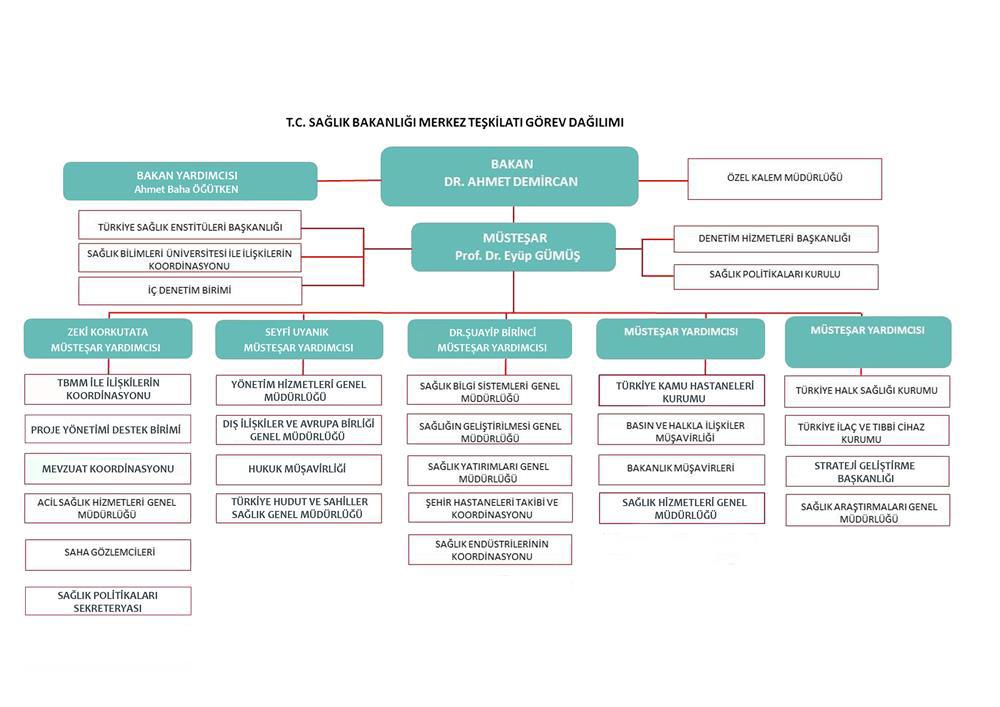 T.C. SAĞLIK BAKANLIĞI MERKEZ TEŞKİLATI GÖREV DAĞILIMI
BAKAN
DR. AHMET DEMİRCAN
BAKAN YARDIMCISI
Ahmet Baha ÖĞÜTKEN
ÖZEL KALEM MÜDÜRLÜĞÜ
MÜSTEŞAR
Prof. Dr. Eyüp GÜMÜŞ
TÜRKİYE SAĞLIK ENSTİTÜLERİ BAŞKANLIĞI
SAĞLIK BİLİMLERİ ÜNİVERSİTESİ İLE İLİŞKİLERİN
KOORDİNASYONU
İÇ DENETİM BİRİMİ
DENETİM HİZMETLERİ BAŞKANLIĞI
SAĞLIK POLİTİKALARI KURULU
ZEKİ KORKUTATA
MÜSTEŞAR YARDIMCISI
TBMM İLE İLİŞKİLERİN
KOORDİNASYONU
PROJE YÖNETİMİ DESTEK BİRİMİ
MEVZUAT KOORDİNASYONU
ACİL SAĞLIK HİZMETLERİ GENEL
MÜDÜRLÜĞÜ
SAHA GÖZLEMCİLERİ
SAĞLIK POLİTİKALARI
SEKRETERYASI
SEYFİ UYANIK
MÜSTEŞAR YARDIMCISI
YÖNETİM HİZMETLERİ GENEL
MÜDÜRLÜĞÜ
DIŞ İLİŞKİLER VE AVRUPA BİRLİĞİ
GENEL MÜDÜRLÜĞÜ
HUKUK MÜŞAVİRLİĞİ
TÜRKİYE HUDUT VE SAHİLLER
SAĞLIK GENEL MÜDÜRLÜĞÜ
DR.ŞUAYİP BİRİNCİ
MÜSTEŞAR YARDIMCISI
SAĞLIK BİLGİ SİSTEMLERİ GENEL
MÜDÜRLÜĞÜ
SAĞLIĞIN GELİŞTİRİLMESİ GENEL
MÜDÜRLÜĞÜ
SAĞLIK YATIRIMLARI GENEL
MÜDÜRLÜĞÜ
ŞEHİR HASTANELERİ TAKİBİ VE
KOORDİNASYONU
SAĞLIK ENDÜSTRİLERİNİN
KOORDİNASYONU
MÜSTEŞAR YARDIMCISI
TÜRKİYE KAMU HASTANELERİ
KURUMU
BASIN VE HALKLA İLİŞKİLER
MÜŞAVİRLİĞİ
BAKANLIK MÜŞAVİRLERİ
SAĞLIK HİZMETLERİ GENEL
MÜDÜRLÜĞÜ
MÜSTEŞAR YARDIMCISI
TÜRKİYE HALK SAĞLIĞI KURUMU
TÜRKİYE İLAÇ VE TIBBİ CİHAZ
KURUMU
STRATEJİ GELİŞTİRME
BAŞKANLIĞI
SAĞLIK ARAŞTIRMALARI GENEL
MÜDÜRLÜĞÜ